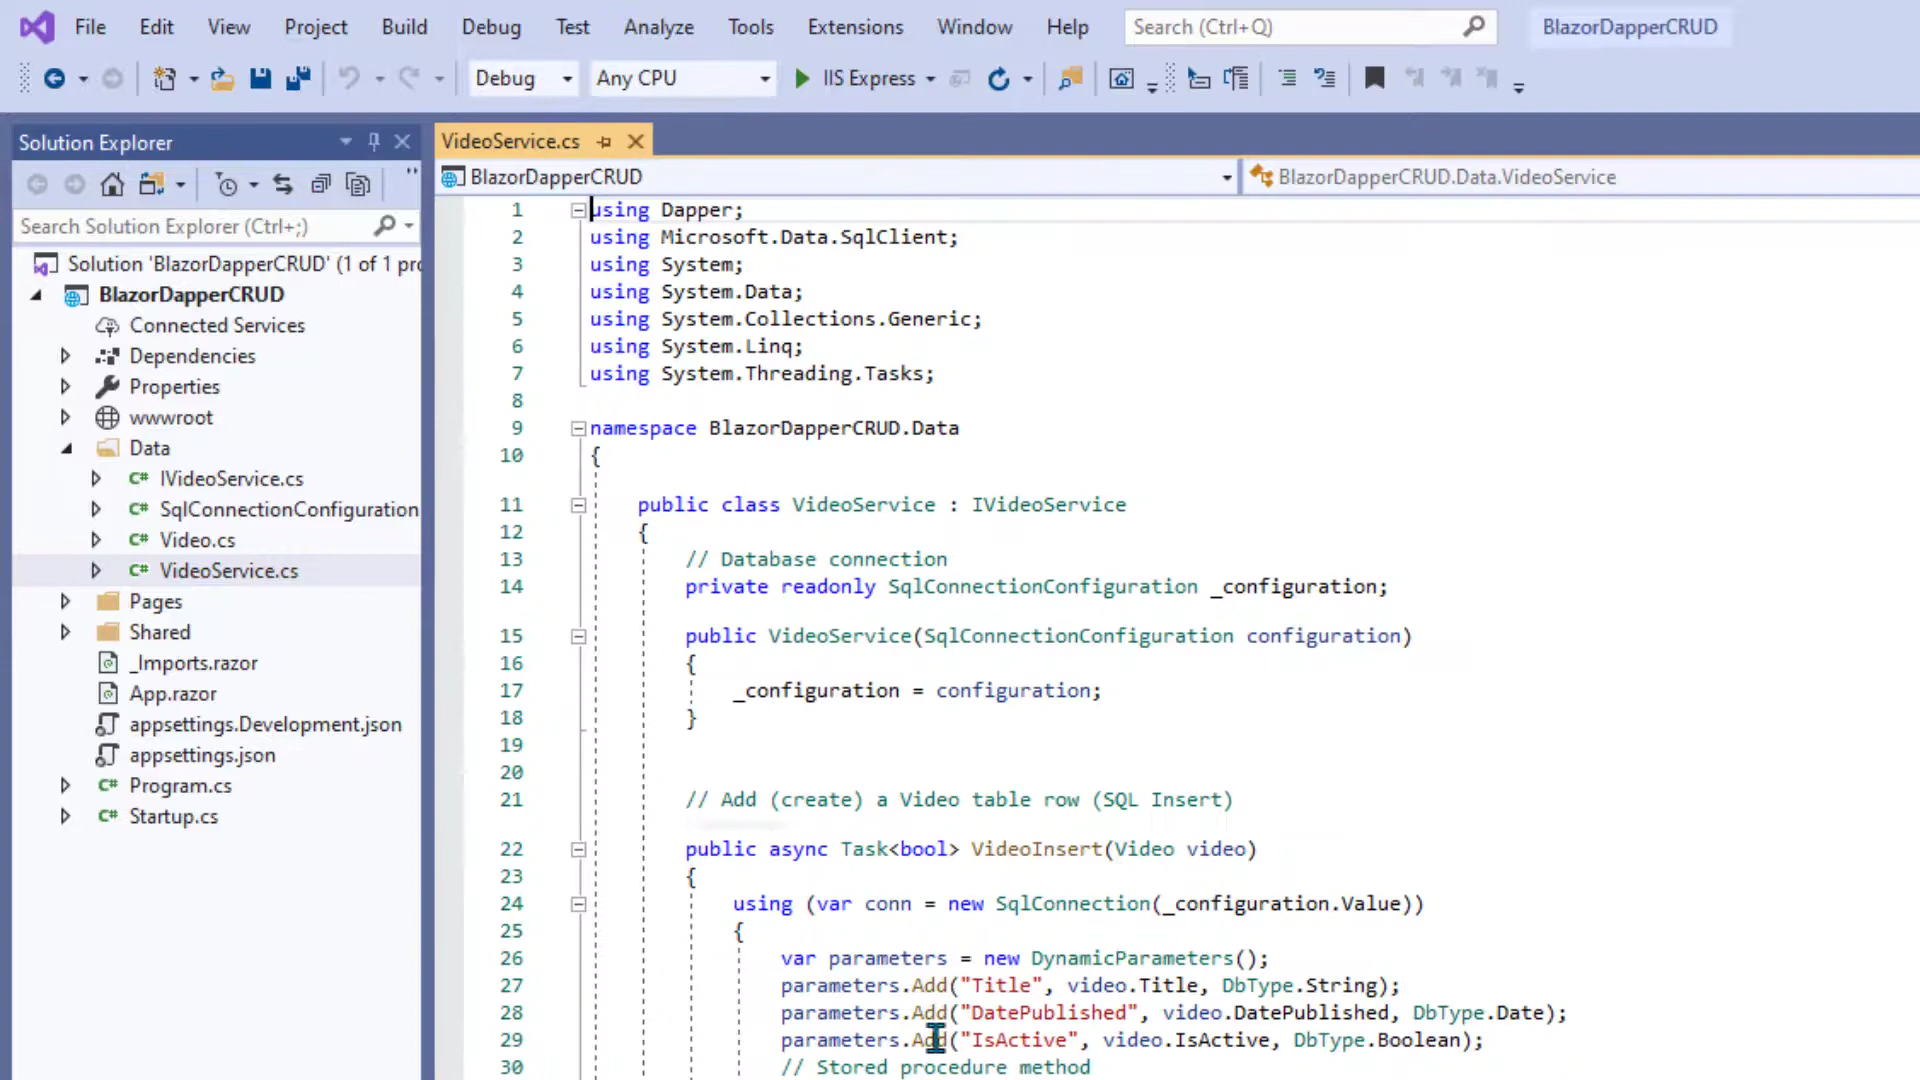 File Edit View Project Build Debug Test Tools Analyze Extensions Window Help Search (Ctrl+Q) BlazorDapperCRUD
Debug Any CPU IIS Express
Solution Explorer
Search Solution Explorer (Ctrl+;)
Solution 'BlazorDapperCRUD' (1 of 1 pro
BlazorDapperCRUD
Connected Services
Dependencies
Properties
wwwroot
Data
C# IVideoService.cs
C# SqlConnectionConfiguration
C# Video.cs
C# VideoService.cs
Pages
Shared
_Imports.razor
App.razor
appsettings.Development.json
appsettings.json
C# Program.cs
C# Startup.cs
VideoService.cs
BlazorDapperCRUD BlazorDapperCRUD.Data.VideoService
1 using Dapper;
2 using Microsoft.Data.SqlClient;
3 using System;
4 using System.Data;
5 using System.Collections.Generic;
6 using System.Linq;
7 using System.Threading.Tasks;
8
9 namespace BlazorDapperCRUD.Data
10 {
11 public class VideoService : IVideoService
12 {
13 // Database connection
14 private readonly SqlConnectionConfiguration _configuration;
15 public VideoService(SqlConnectionConfiguration configuration)
16 {
17 _configuration = configuration;
18 }
19
20
21 // Add (create) a Video table row (SQL Insert)
22 public async Task<bool> VideoInsert(Video video)
23 {
24 using (var conn = new SqlConnection(_configuration.Value))
25 {
26 var parameters = new DynamicParameters();
27 parameters.Add("Title", video.Title, DbType.String);
28 parameters.Add("DatePublished", video.DatePublished, DbType.Date);
29 parameters.Add("IsActive", video.IsActive, DbType.Boolean);
30 // Stored procedure method